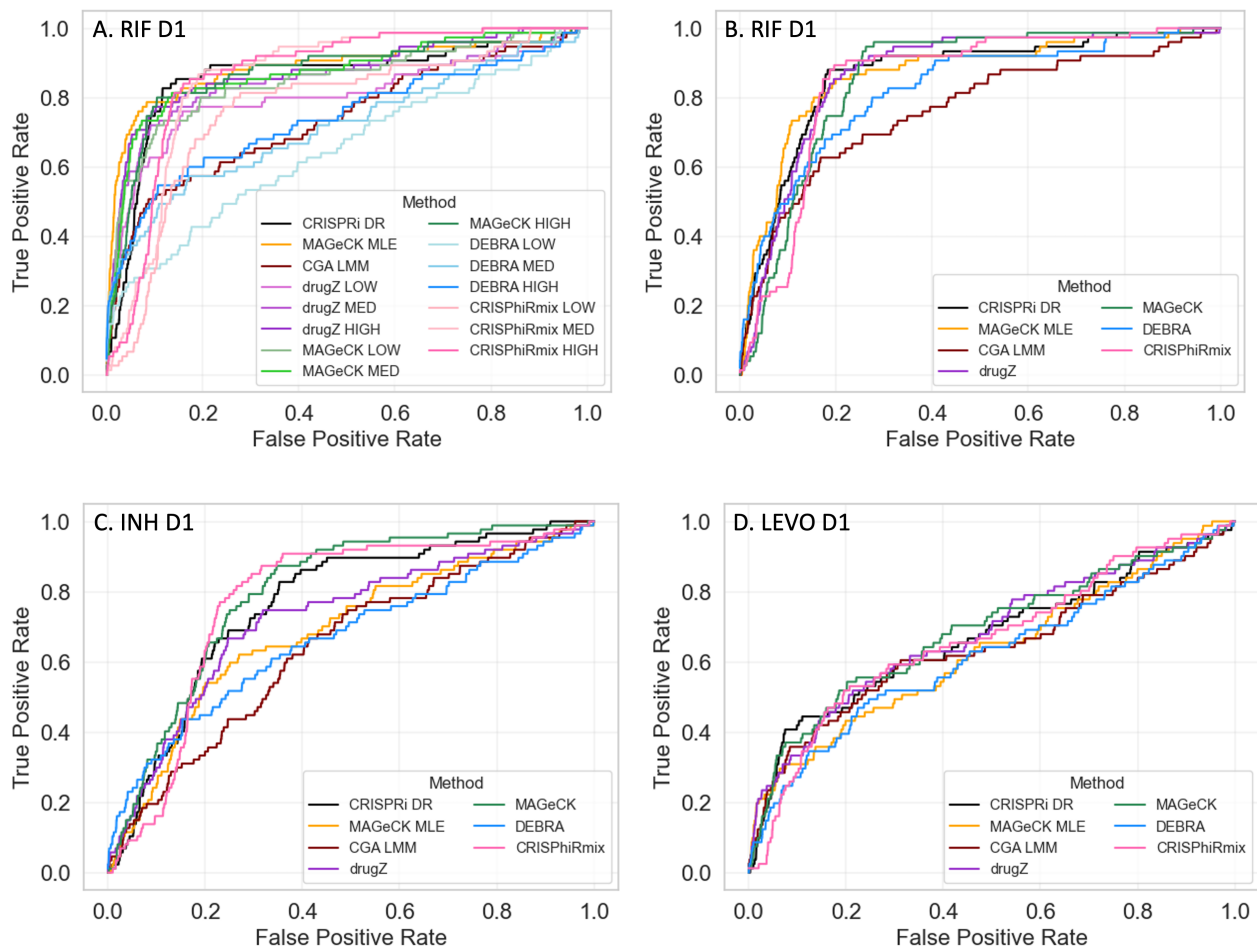 A. RIF D1
True Positive Rate
1.0
0.8
0.6
0.4
0.2
0.0
Method
CRISPRi DR
MAGeCK MLE
CGA LMM
drugZ LOW
drugZ MED
drugZ HIGH
MAGeCK LOW
MAGeCK MED
MAGeCK HIGH
DEBRA LOW
DEBRA MED
DEBRA HIGH
CRISPhiRmix LOW
CRISPhiRmix MED
CRISPhiRmix HIGH
0.0 0.2 0.4 0.6 0.8 1.0
False Positive Rate
B. RIF D1
True Positive Rate
1.0
0.8
0.6
0.4
0.2
0.0
Method
CRISPRi DR
MAGeCK MLE
CGA LMM
drugZ
MAGeCK
DEBRA
CRISPhiRmix
0.0 0.2 0.4 0.6 0.8 1.0
False Positive Rate
C. INH D1
True Positive Rate
1.0
0.8
0.6
0.4
0.2
0.0
Method
CRISPRi DR
MAGeCK MLE
CGA LMM
drugZ
MAGeCK
DEBRA
CRISPhiRmix
0.0 0.2 0.4 0.6 0.8 1.0
False Positive Rate
D. LEVO D1
True Positive Rate
1.0
0.8
0.6
0.4
0.2
0.0
Method
CRISPRi DR
MAGeCK MLE
CGA LMM
drugZ
MAGeCK
DEBRA
CRISPhiRmix
0.0 0.2 0.4 0.6 0.8 1.0
False Positive Rate